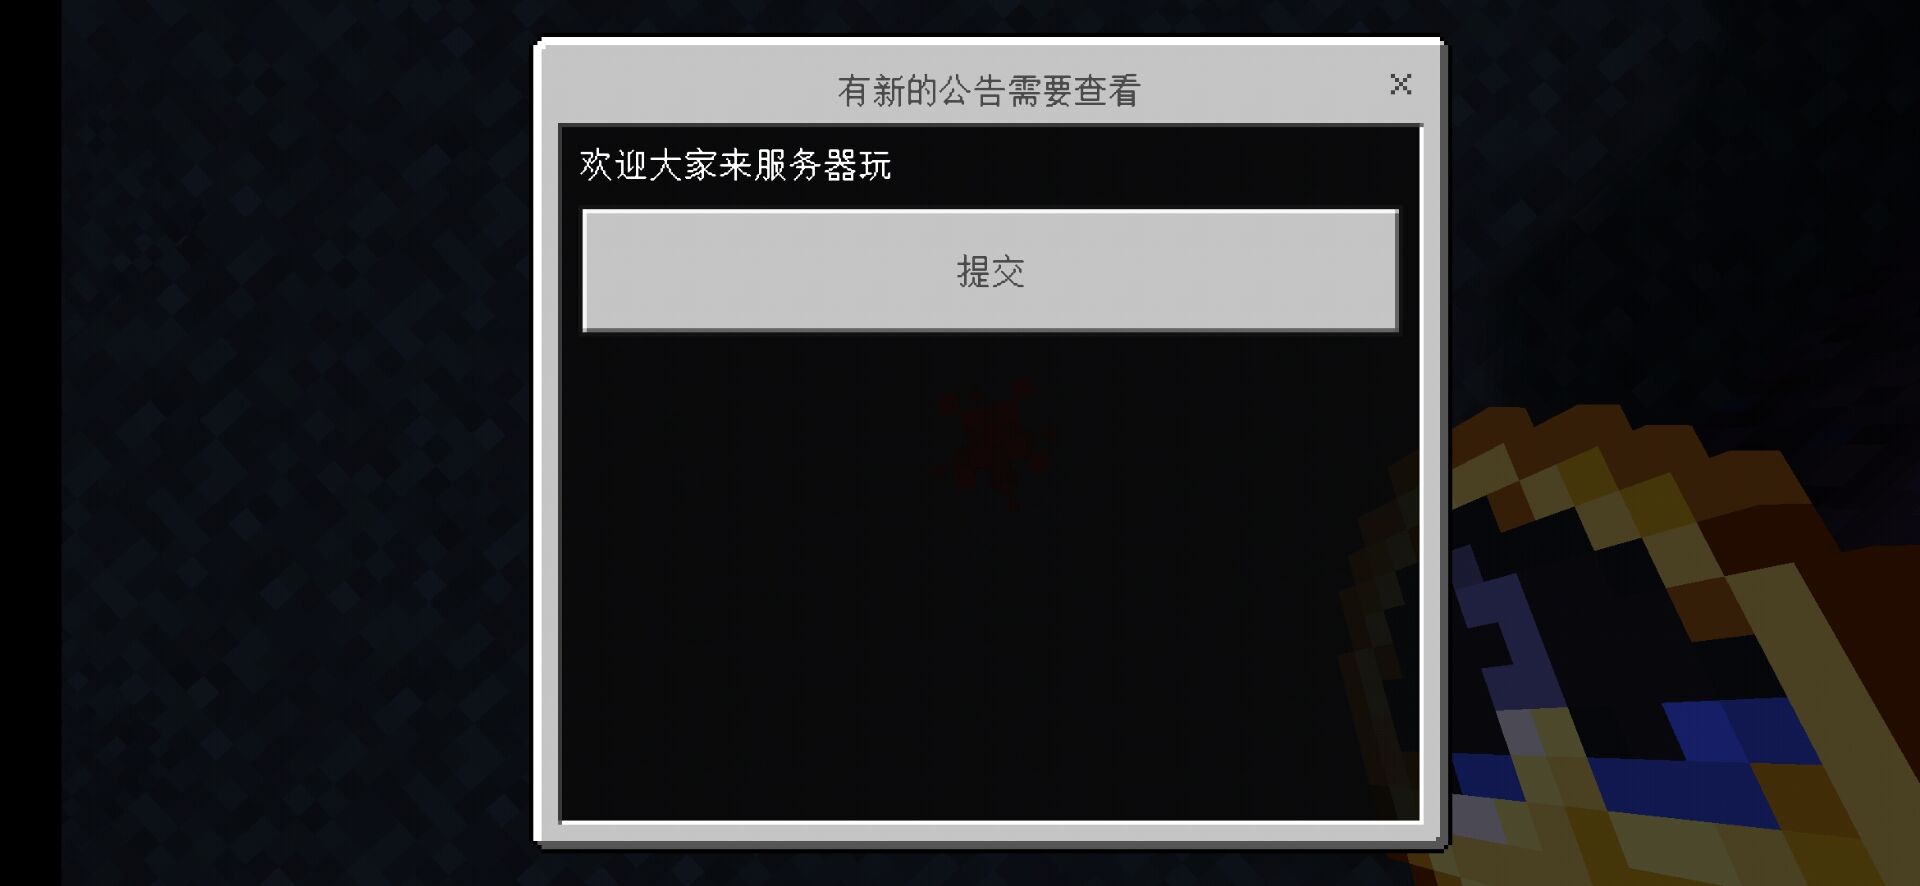 有新的公告需要查看
欢迎大家来服务器玩
提交